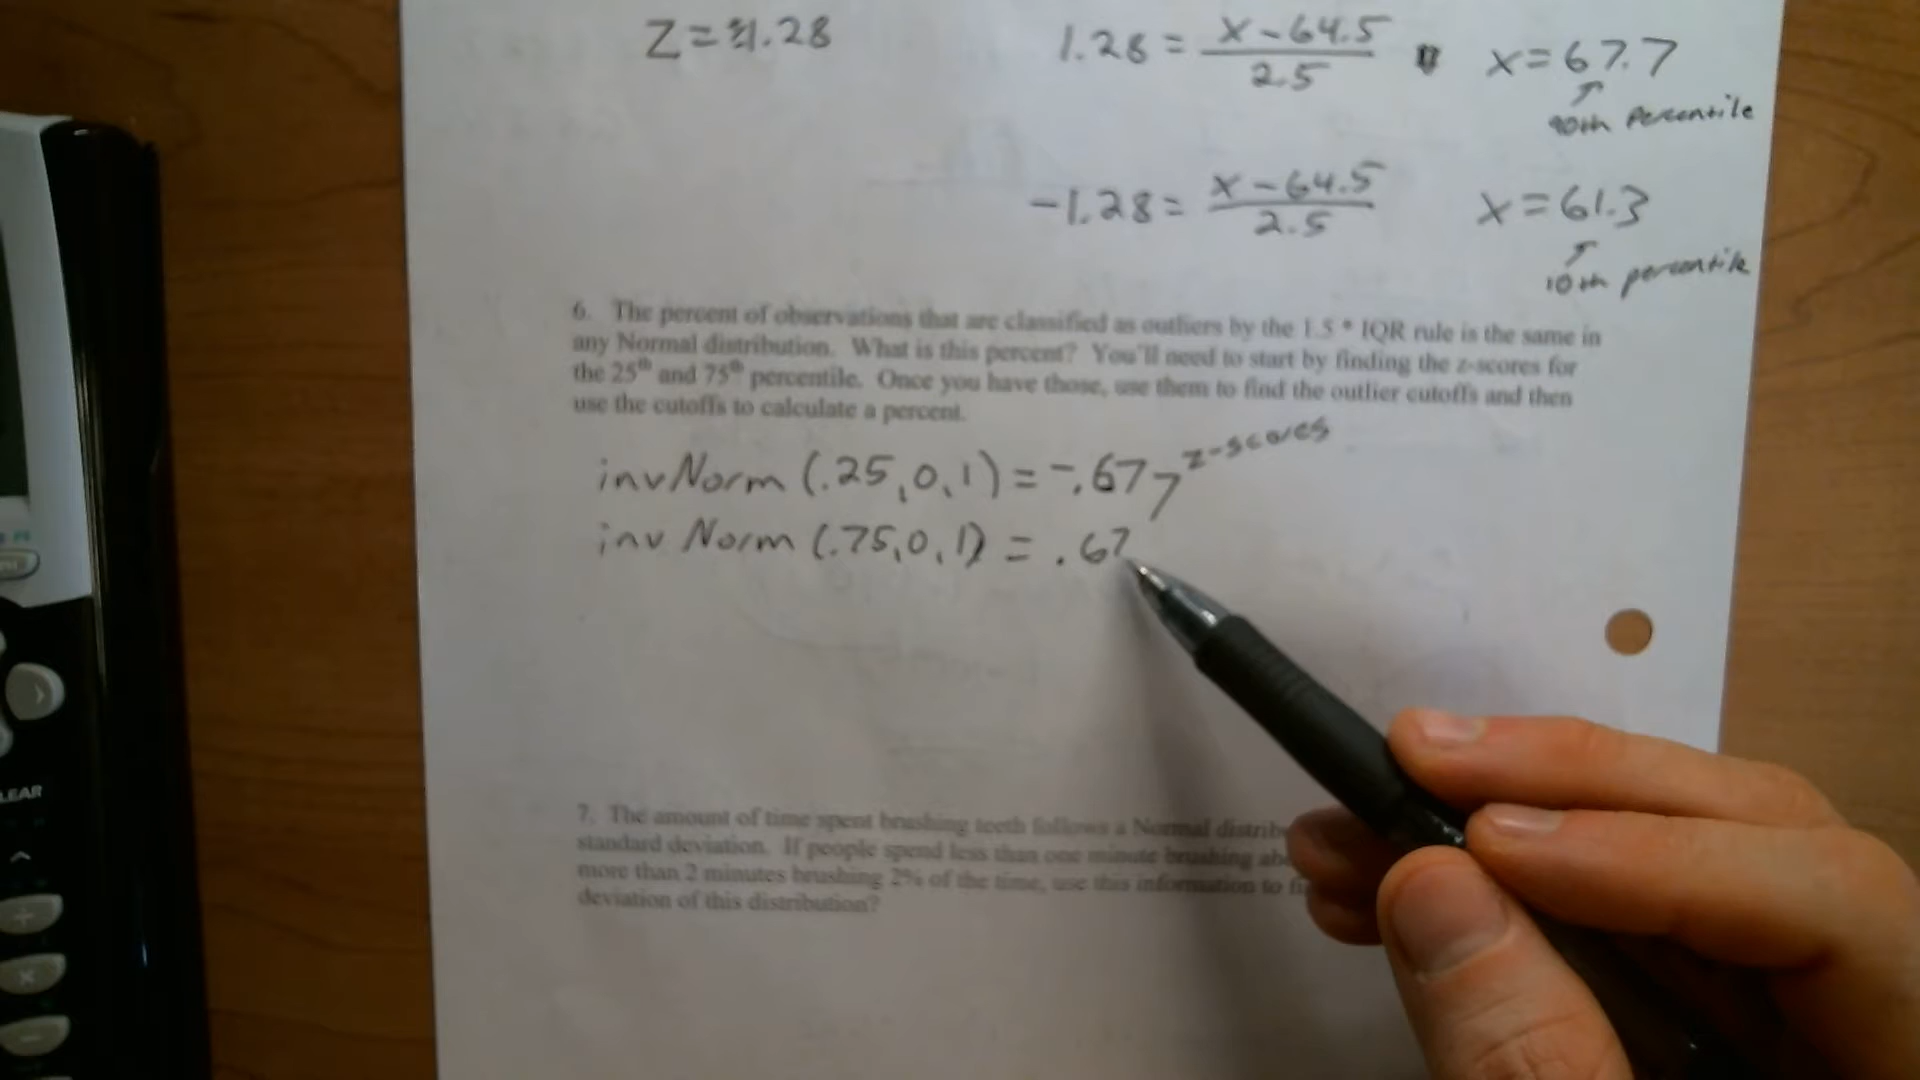 Z = 1.28
1.28 = x - 64.5 / 2.5
x = 67.7
90th Percentile
-1.28 = x - 64.5 / 2.5
x = 61.3
10th percentile
6. The percent of observations that are classified as outliers by the 1.5 * IQR rule is the same in
any Normal distribution. What is this percent? You'll need to start by finding the z-scores for
the 25th and 75th percentile. Once you have those, use them to find the outlier cutoffs and then
use the cutoffs to calculate a percent.
invNorm (.25, 0, 1) = -.67
z-scores
inv Norm (.75, 0, 1) = .67
7. The amount of time spent brushing teeth follows a Normal distrib
standard deviation. If people spend less than one minute brushing
more than 2 minutes brushing 2% of the time, use this information to
deviation of this distribution?
LEAR